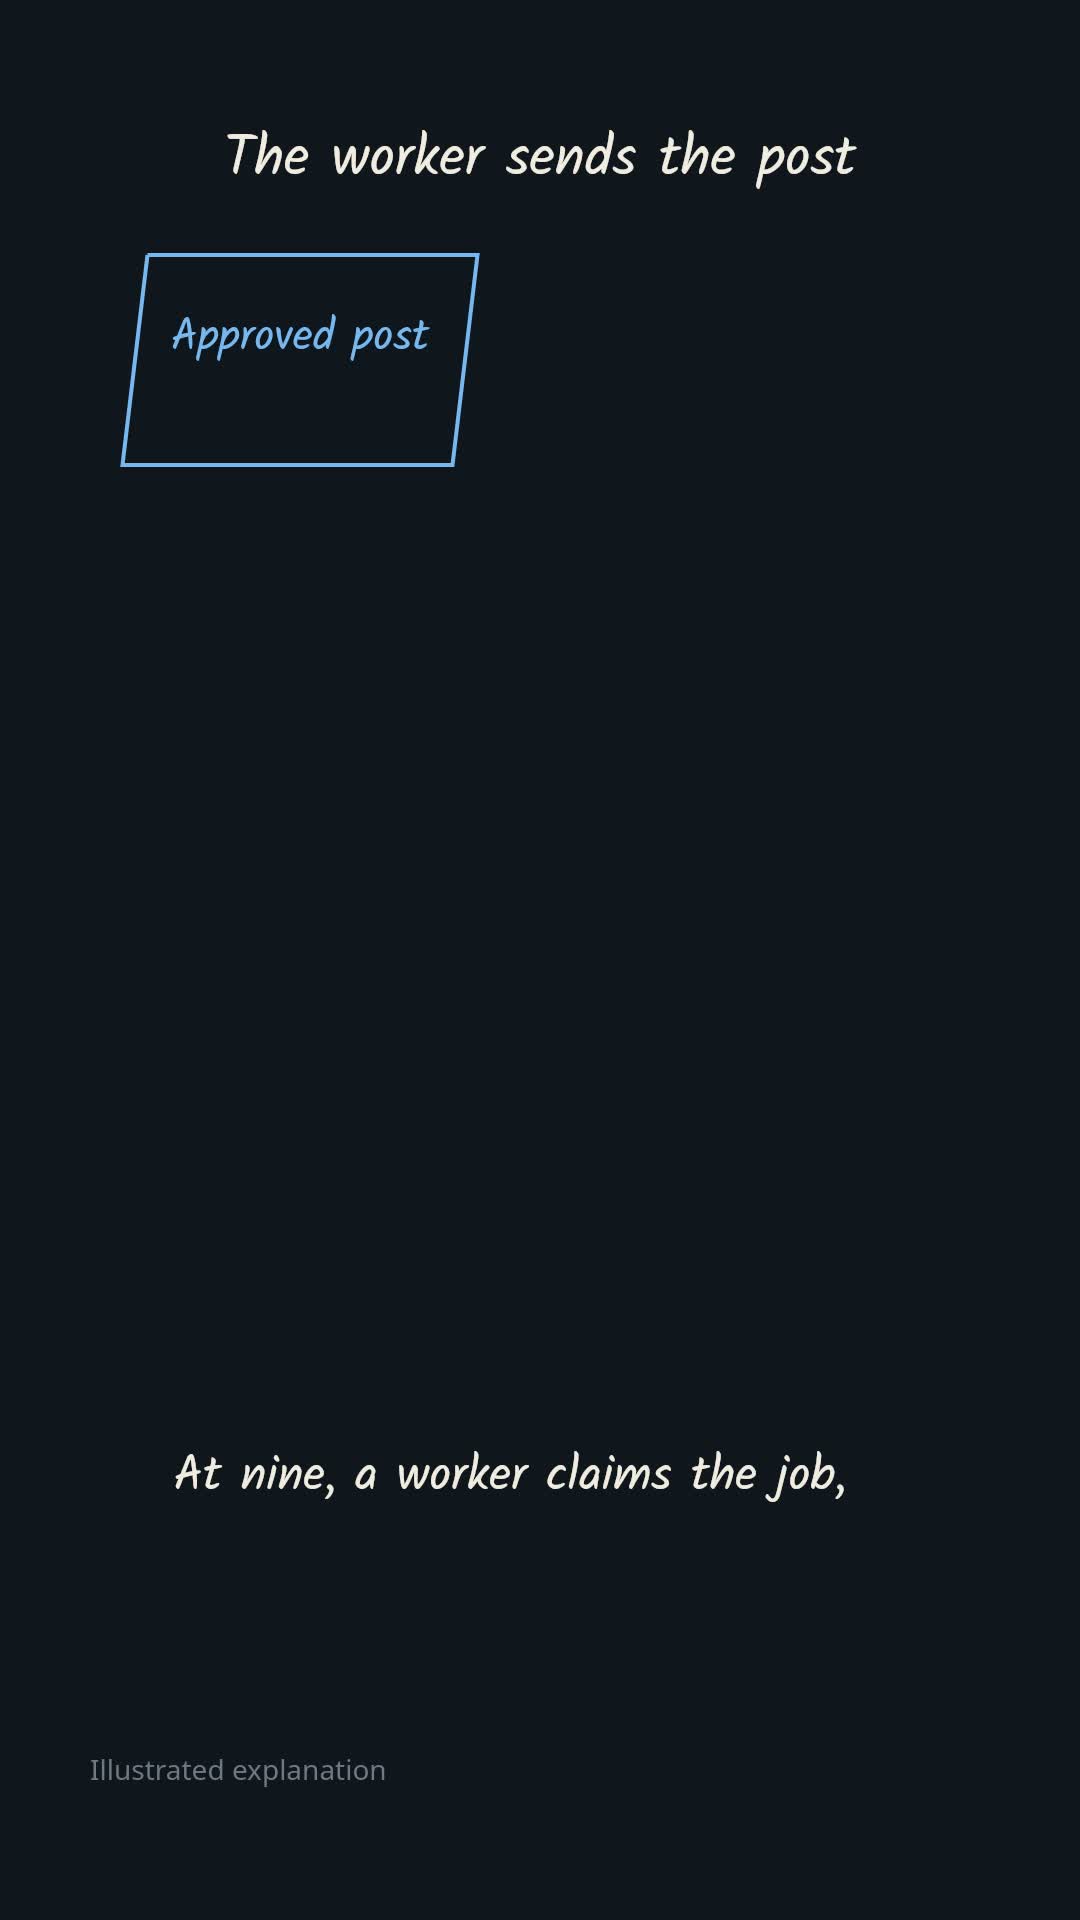 The worker sends the post
Approved post
At nine, a worker claims the job,
Illustrated explanation